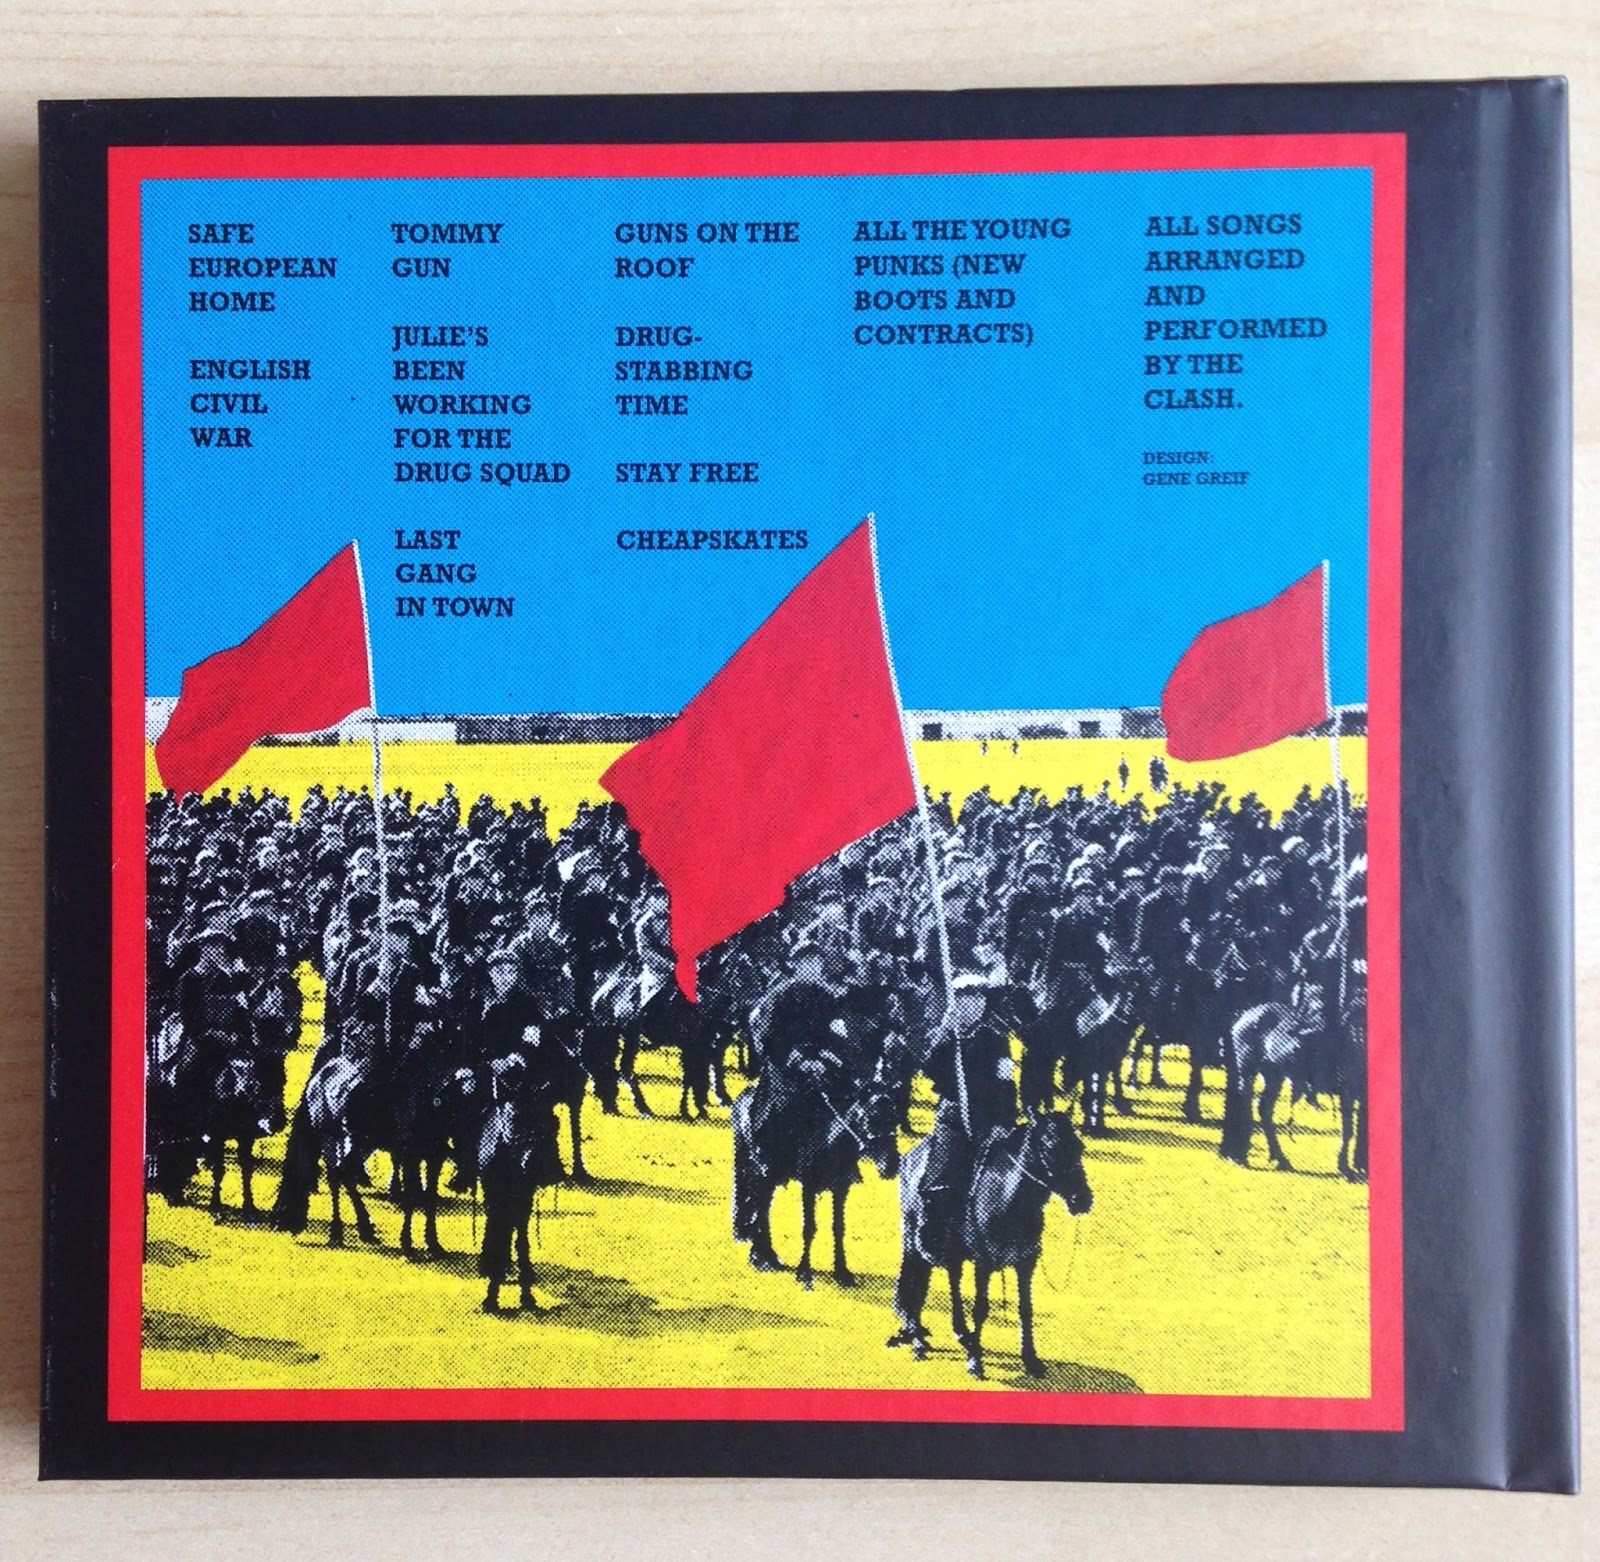 SAFE
EUROPEAN
HOME
ENGLISH
CIVIL
WAR
TOMMY
GUN
JULIE'S
BEEN
WORKING
FOR THE
DRUG SQUAD
LAST
GANG
IN TOWN
GUNS ON THE
ROOF
DRUG-
STABBING
TIME
STAY FREE
CHEAPSKATES
ALL THE YOUNG
PUNKS (NEW
BOOTS AND
CONTRACTS)
ALL SONGS
ARRANGED
AND
PERFORMED
BY THE
CLASH.
DESIGN:
GENE GREIF